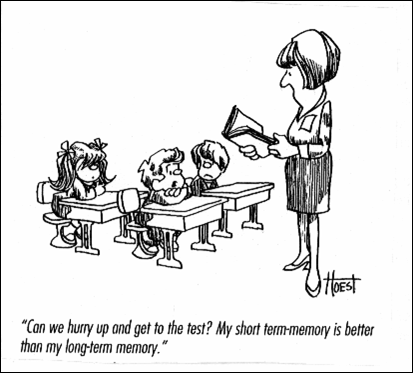 HOEST
"Can we hurry up and get to the test? My short term-memory is better
than my long-term memory."